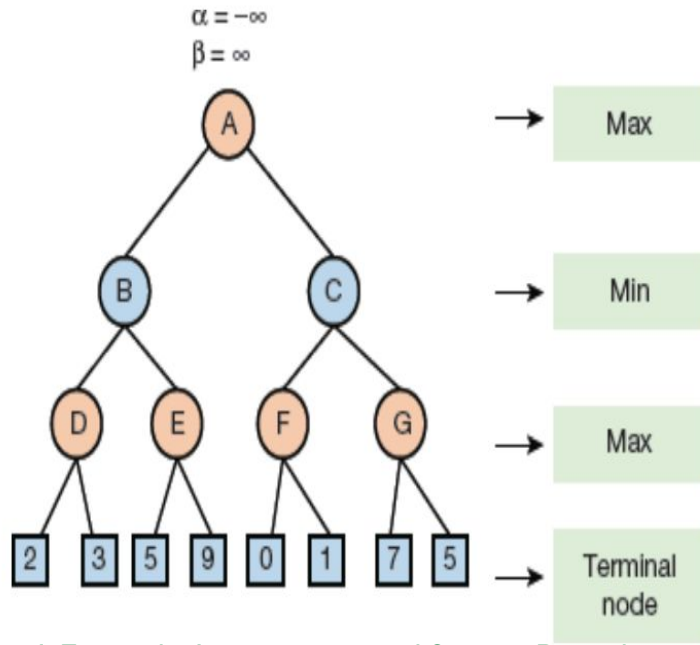 α = -∞
β = ∞
A
Max
B
C
Min
D
E
F
G
Max
2
3
5
9
0
1
7
5
Terminal
node